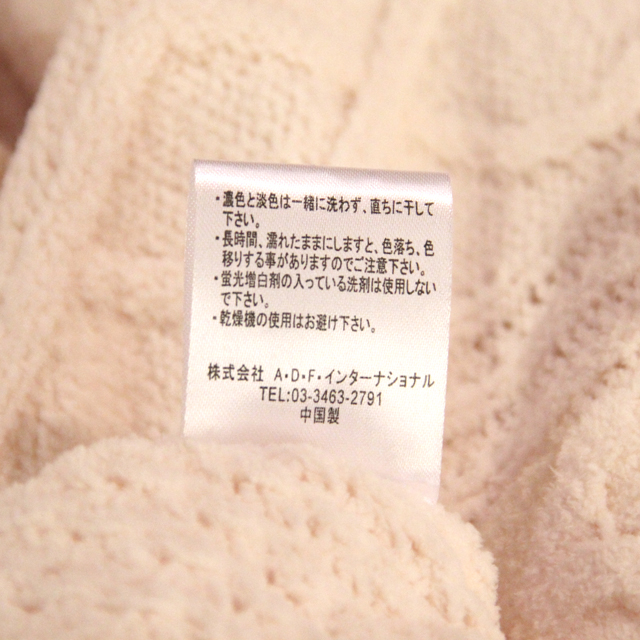 ・濃色と淡色は一緒に洗わず、直ちに干して
下さい。
・長時間、濡れたままにしますと、色落ち、色
移りする事がありますのでご注意下さい。
・蛍光増白剤の入っている洗剤は使用しない
で下さい。
・乾燥機の使用はお避け下さい。
株式会社 A・D・F・インターナショナル
TEL:03-3463-2791
中国製